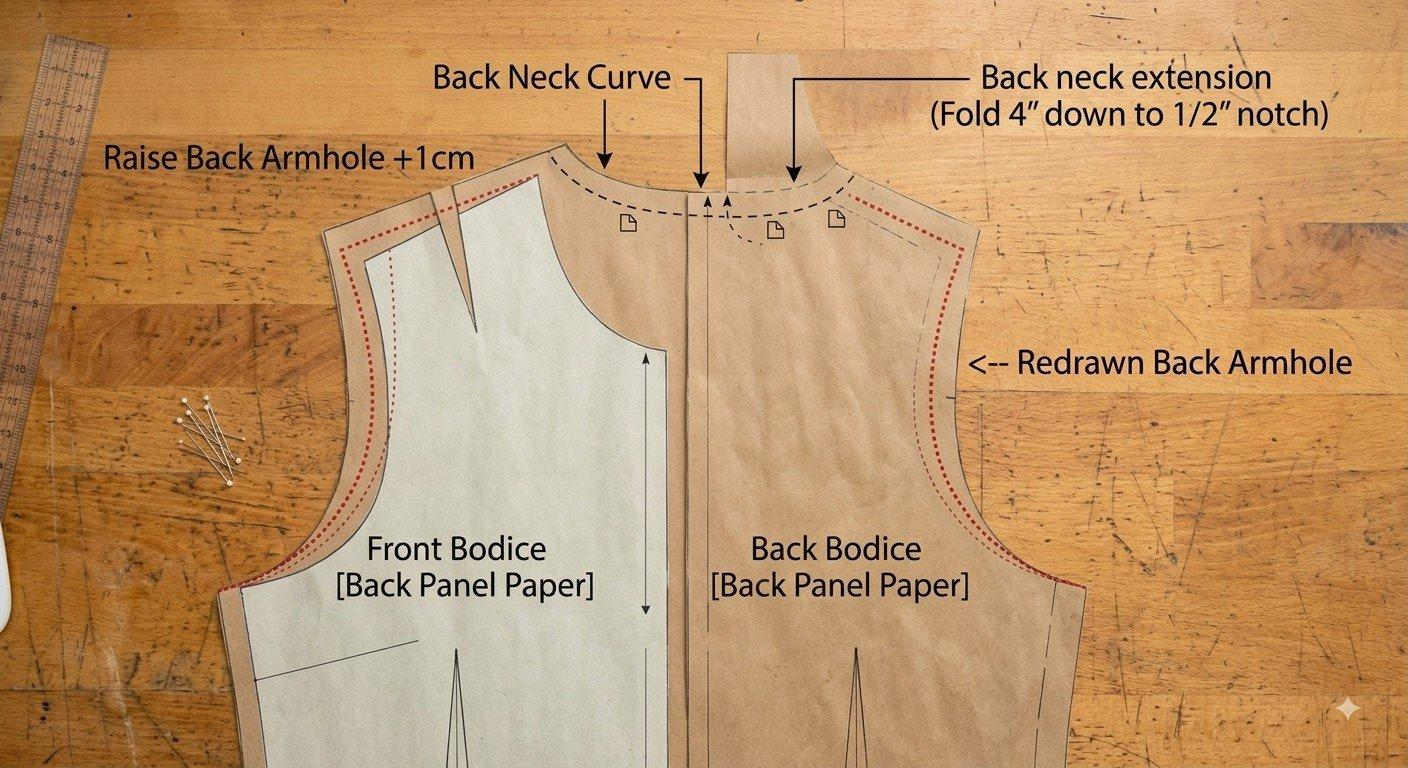 Back Neck Curve
Back neck extension
(Fold 4” down to 1/2” notch)
Raise Back Armhole +1cm
<-- Redrawn Back Armhole
Front Bodice
[Back Panel Paper]
Back Bodice
[Back Panel Paper]